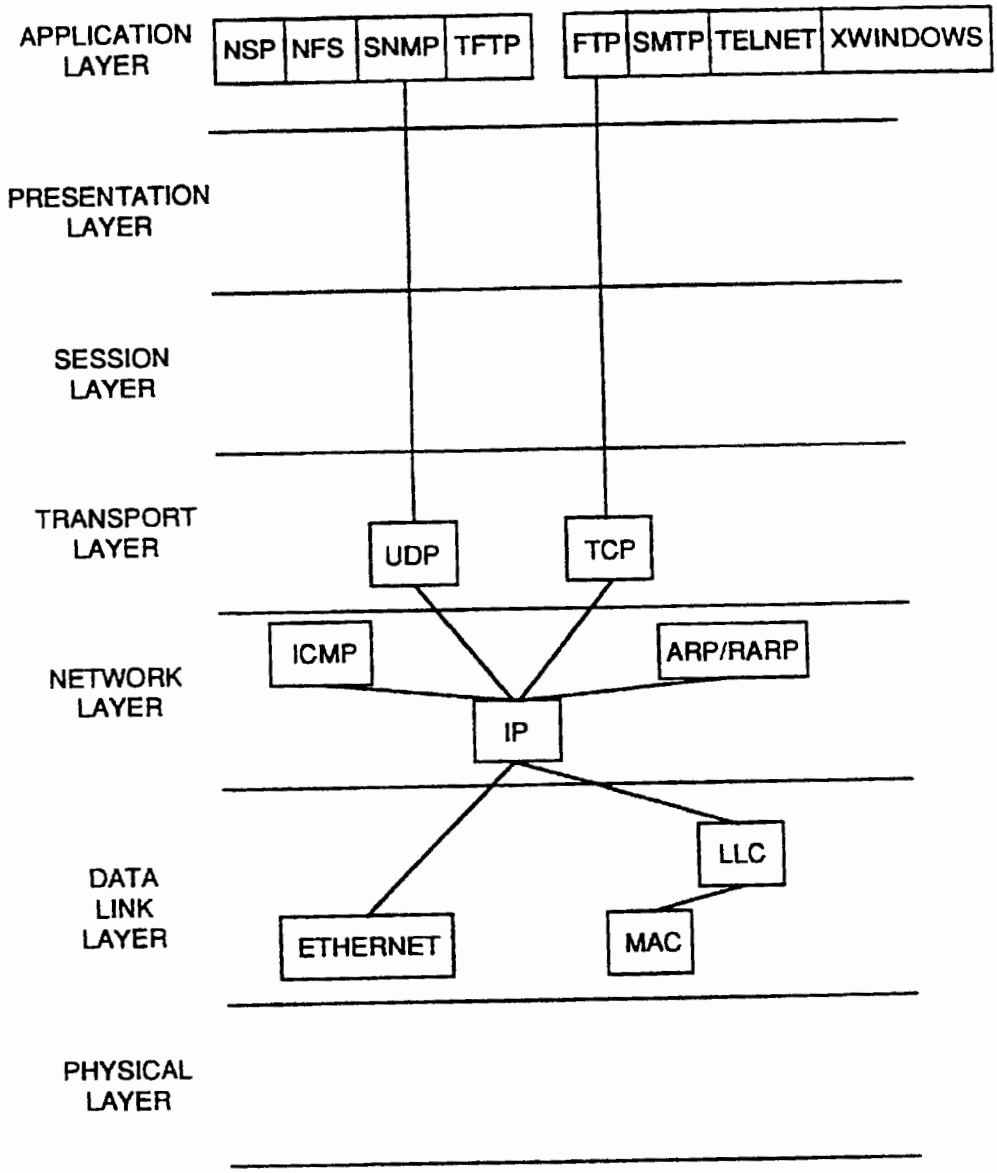 APPLICATION
LAYER
NSP NFS SNMP TFTP
FTP SMTP TELNET XWINDOWS
PRESENTATION
LAYER
SESSION
LAYER
TRANSPORT
LAYER
UDP
TCP
NETWORK
LAYER
ICMP
ARP/RARP
IP
DATA
LINK
LAYER
LLC
ETHERNET
MAC
PHYSICAL
LAYER